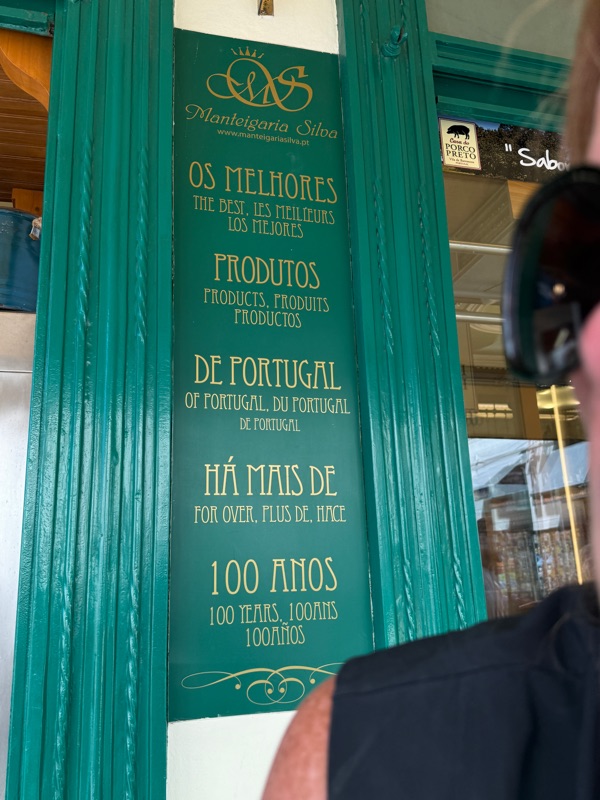 MS
Manteigaria Silva
www.manteigariasilva.pt
OS MELHORES
THE BEST, LES MEILLEURS
LOS MEJORES
PRODUTOS
PRODUCTS, PRODUITS
PRODUCTOS
DE PORTUGAL
OF PORTUGAL, DU PORTUGAL
DE PORTUGAL
HÁ MAIS DE
FOR OVER, PLUS DE, HACE
100 ANOS
100 YEARS, 100ANS
100AÑOS
Casa do
PORCO
PRETO
"Sabo